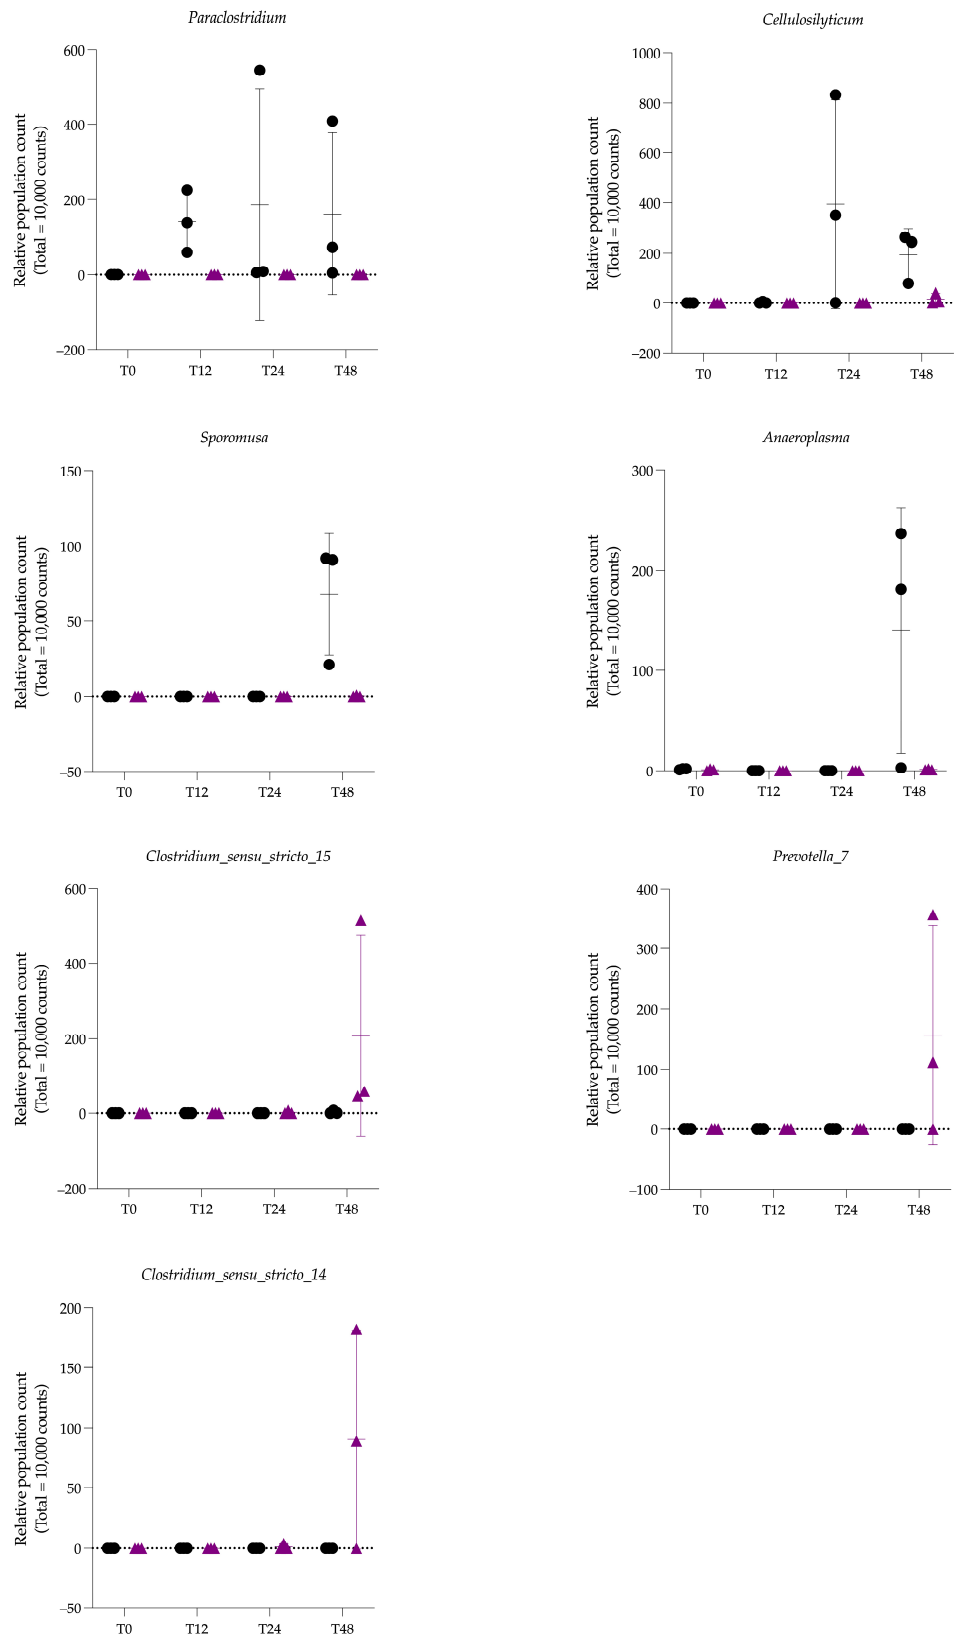 Paraclostridium
Relative population count
(Total = 10,000 counts)
600
400
200
0
–200
T0
T12
T24
T48
Cellulosilyticum
Relative population count
(Total = 10,000 counts)
1000
800
600
400
200
0
–200
T0
T12
T24
T48
Sporomusa
Relative population count
(Total = 10,000 counts)
150
100
50
0
–50
T0
T12
T24
T48
Anaeroplasma
Relative population count
(Total = 10,000 counts)
300
200
100
0
T0
T12
T24
T48
Clostridium_sensu_stricto_15
Relative population count
(Total = 10,000 counts)
600
400
200
0
–200
T0
T12
T24
T48
Prevotella_7
Relative population count
(Total = 10,000 counts)
400
300
200
100
0
–100
T0
T12
T24
T48
Clostridium_sensu_stricto_14
Relative population count
(Total = 10,000 counts)
200
150
100
50
0
–50
T0
T12
T24
T48